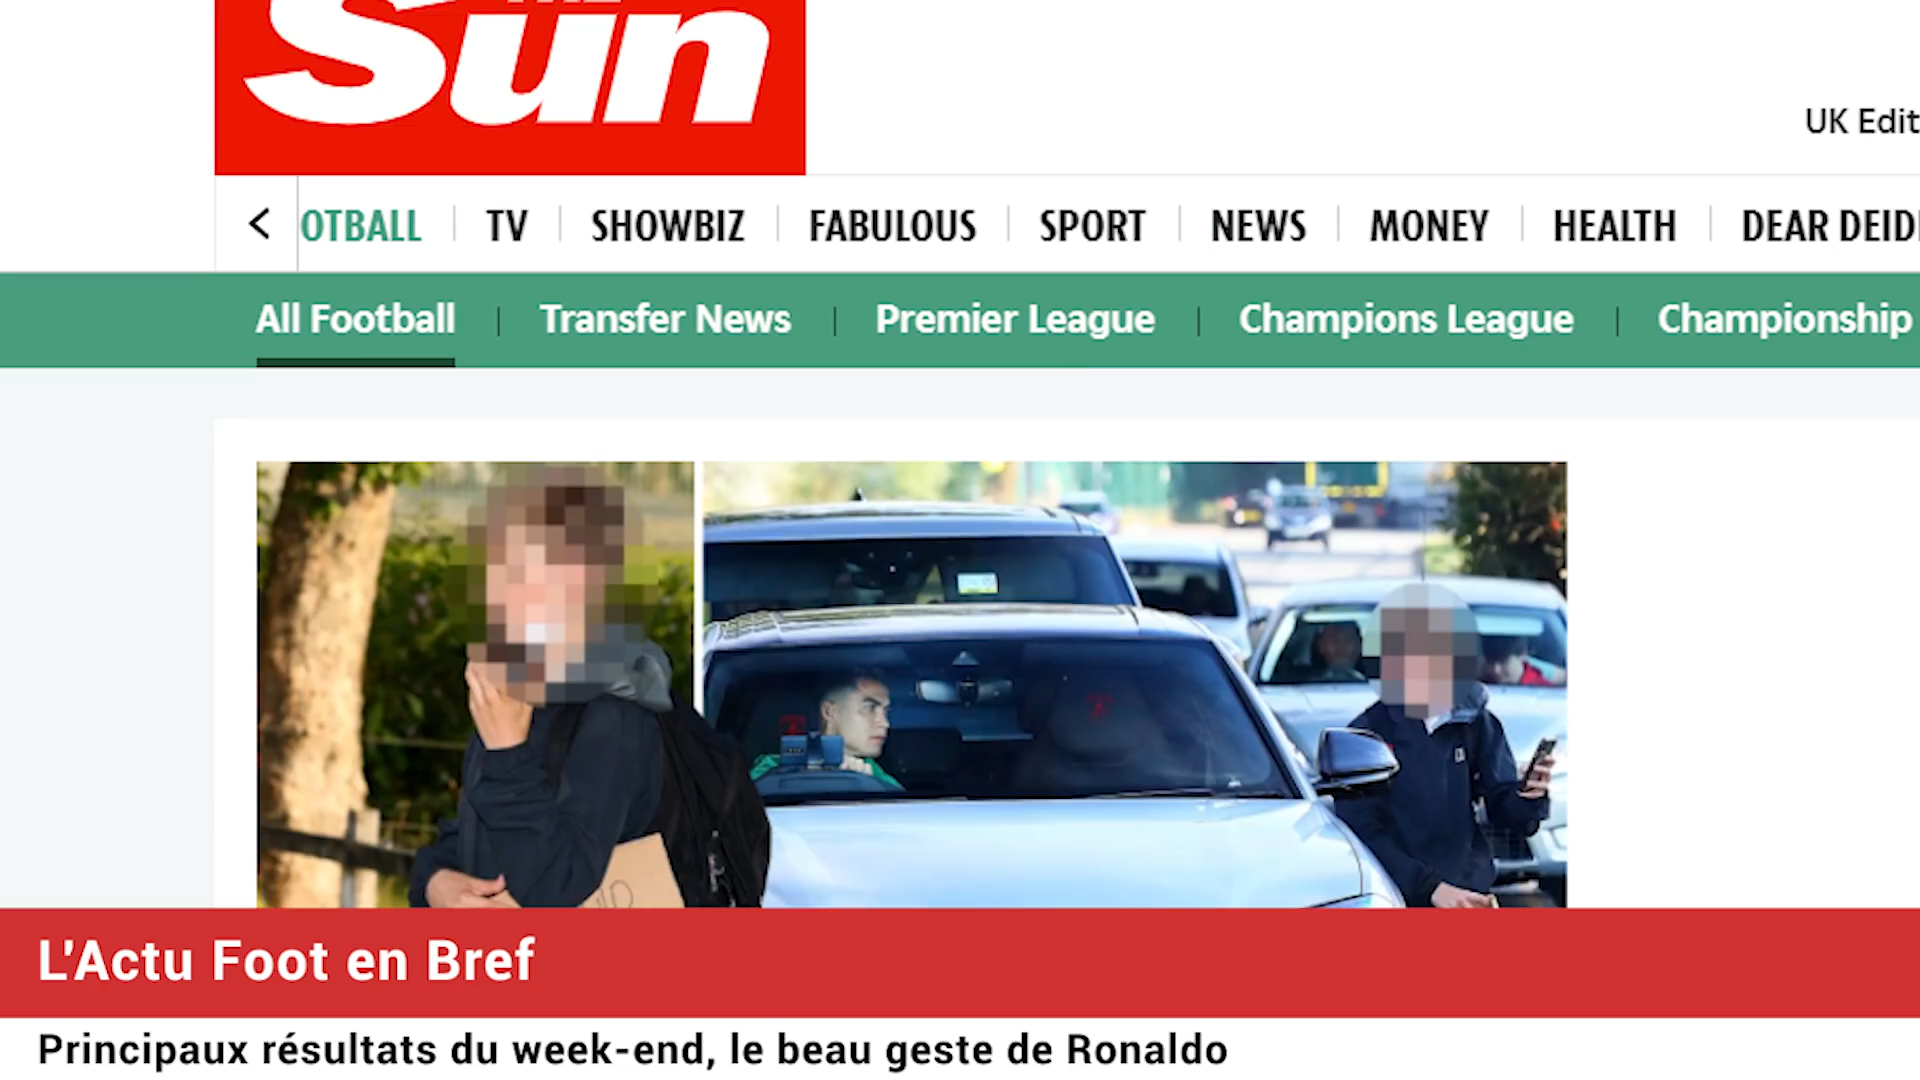 Sun
UK Edit
OTBALL TV SHOWBIZ FABULOUS SPORT NEWS MONEY HEALTH DEAR DEID
All Football Transfer News Premier League Champions League Championship
L'Actu Foot en Bref
Principaux résultats du week-end, le beau geste de Ronaldo